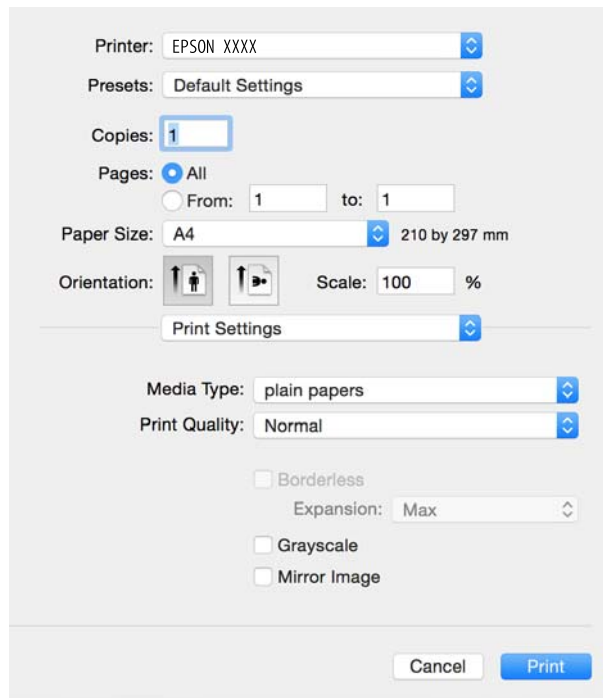 Printer: EPSON XXXX
Presets: Default Settings
Copies: 1
Pages: All
From: 1 to: 1
Paper Size: A4 210 by 297 mm
Orientation: Scale: 100 %
Print Settings
Media Type: plain papers
Print Quality: Normal
Borderless
Expansion: Max
Grayscale
Mirror Image
Cancel Print